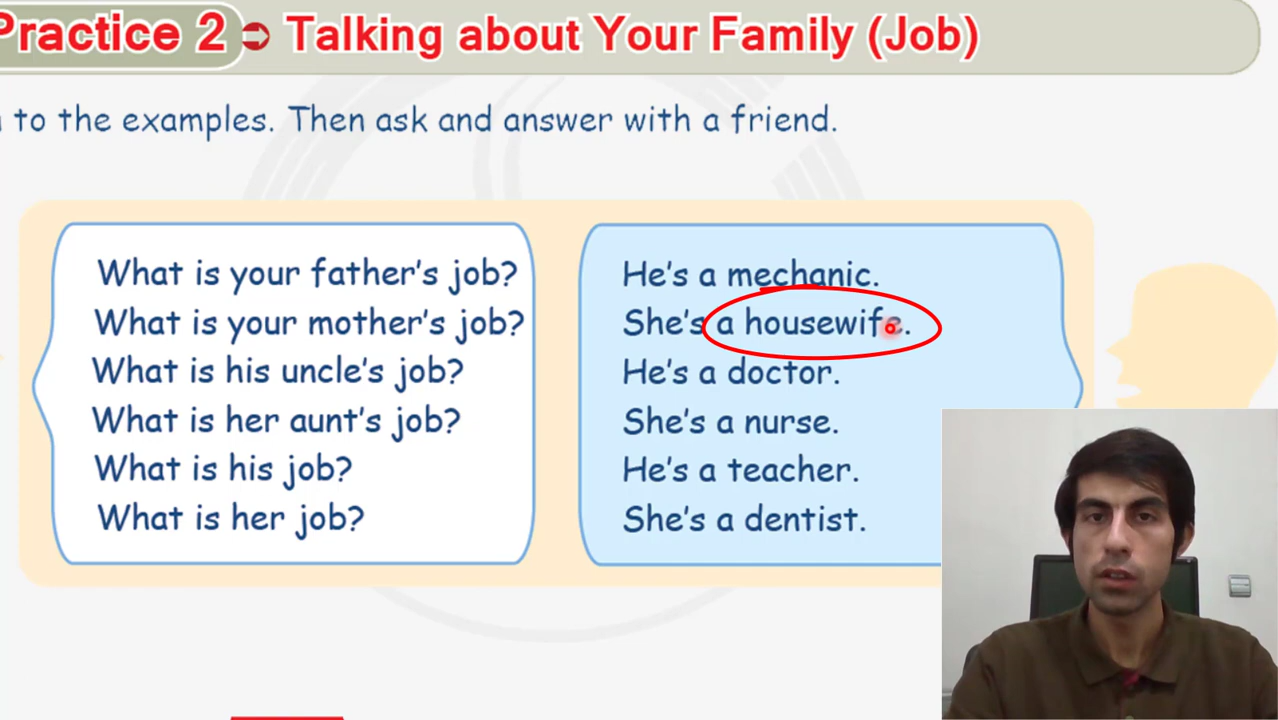 Practice 2 ⊃ Talking about Your Family (Job)
to the examples. Then ask and answer with a friend.
What is your father's job?
What is your mother's job?
What is his uncle's job?
What is her aunt's job?
What is his job?
What is her job?
He's a mechanic.
She's a housewife.
He's a doctor.
She's a nurse.
He's a teacher.
She's a dentist.